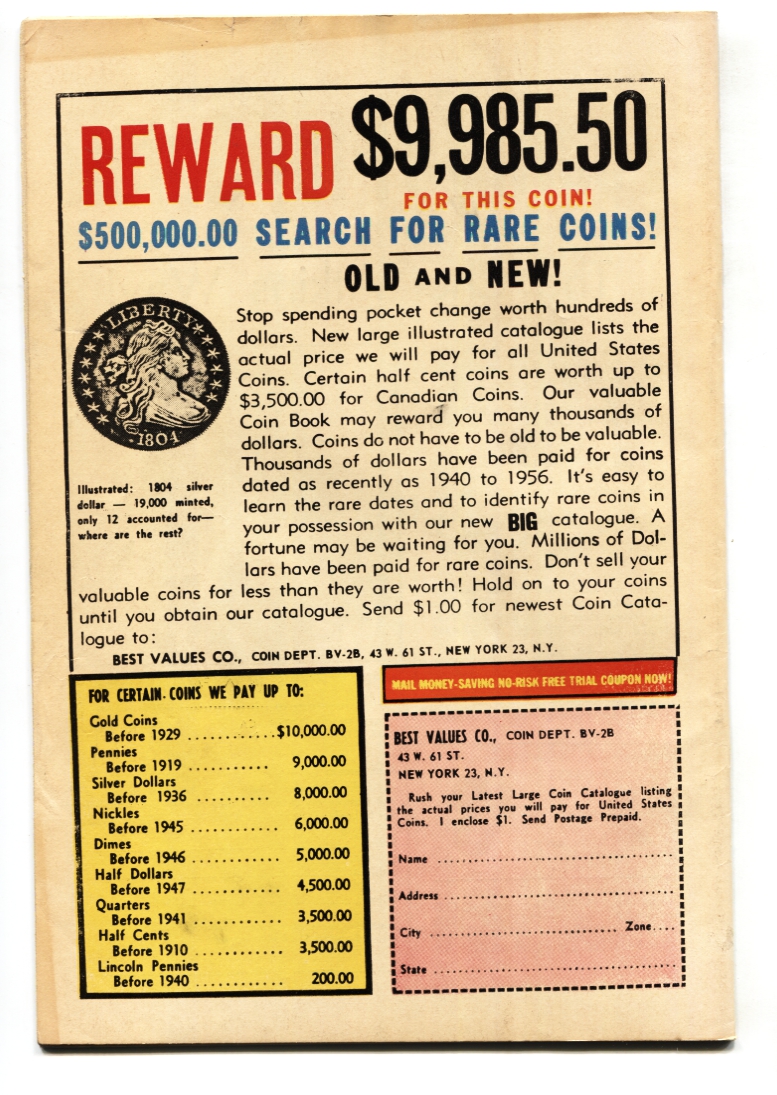 REWARD $9,985.50
FOR THIS COIN!
$500,000.00 SEARCH FOR RARE COINS!
OLD AND NEW!
LIBERTY
1804
Illustrated: 1804 silver
dollar — 19,000 minted,
only 12 accounted for—
where are the rest?
Stop spending pocket change worth hundreds of
dollars. New large illustrated catalogue lists the
actual price we will pay for all United States
Coins. Certain half cent coins are worth up to
$3,500.00 for Canadian Coins. Our valuable
Coin Book may reward you many thousands of
dollars. Coins do not have to be old to be valuable.
Thousands of dollars have been paid for coins
dated as recently as 1940 to 1956. It's easy to
learn the rare dates and to identify rare coins in
your possession with our new BIG catalogue. A
fortune may be waiting for you. Millions of Dol-
lars have been paid for rare coins. Don't sell your
valuable coins for less than they are worth! Hold on to your coins
until you obtain our catalogue. Send $1.00 for newest Coin Cata-
logue to:
BEST VALUES CO., COIN DEPT. BV-2B, 43 W. 61 ST., NEW YORK 23, N.Y.
FOR CERTAIN COINS WE PAY UP TO:
Gold Coins
Before 1929 .............$10,000.00
Pennies
Before 1919 ........... 9,000.00
Silver Dollars
Before 1936 ........... 8,000.00
Nickles
Before 1945 ........... 6,000.00
Dimes
Before 1946 ........... 5,000.00
Half Dollars
Before 1947 ........... 4,500.00
Quarters
Before 1941 ........... 3,500.00
Half Cents
Before 1910 ........... 3,500.00
Lincoln Pennies
Before 1940 ........... 200.00
MAIL MONEY-SAVING NO-RISK FREE TRIAL COUPON NOW!
BEST VALUES CO., COIN DEPT. BV-2B
43 W. 61 ST.
NEW YORK 23, N.Y.
Rush your Latest Large Coin Catalogue listing
the actual prices you will pay for United States
Coins. I enclose $1. Send Postage Prepaid.
Name ........................................
Address ........................................
City ................................ Zone....
State ........................................